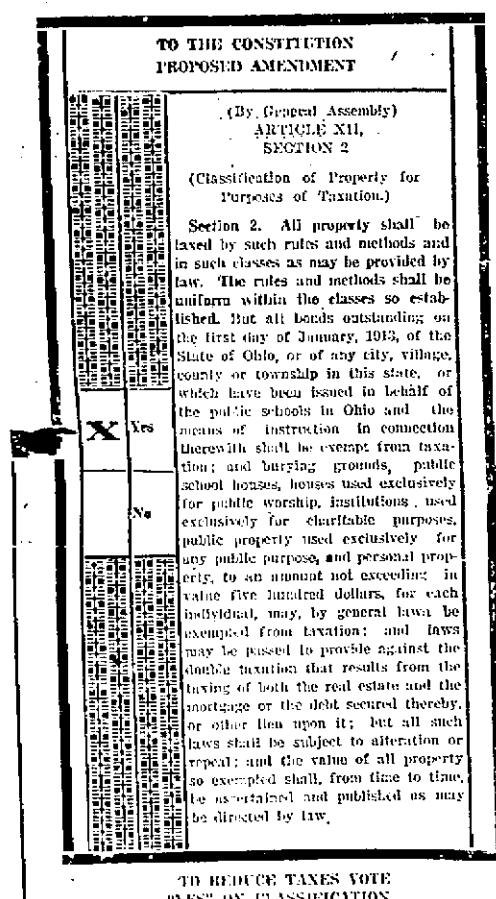 TO THE CONSTITUTION
PROPOSED AMENDMENT
(By General Assembly)
ARTICLE XII,
SECTION 2
(Classification of Property for
Purposes of Taxation.)
Section 2. All property shall be
taxed by such rules and methods and
in such classes as may be provided by
law. The rules and methods shall be
uniform within the classes so estab-
lished. But all bonds outstanding on
the first day of January, 1913, of the
State of Ohio, or of any city, village,
county or township in this state, or
which have been issued in behalf of
the public schools in Ohio and the
means of instruction in connection
therewith shall be exempt from taxa-
tion; and burying grounds, public
school houses, houses used exclusively
for public worship, institutions used
exclusively for charitable purposes,
public property used exclusively for
any public purpose, and personal prop-
erty, to an amount not exceeding in
value five hundred dollars, for each
individual, may, by general laws be
exempted from taxation; and laws
may be passed to provide against the
double taxation that results from the
taxing of both the real estate and the
mortgage or the debt secured thereby,
or other lien upon it; but all such
laws shall be subject to alteration or
repeal; and the value of all property
so exempted shall, from time to time,
be ascertained and published as may
be directed by law.
X Yes
No
TO REDUCE TAXES VOTE
"YES" ON CLASSIFICATION